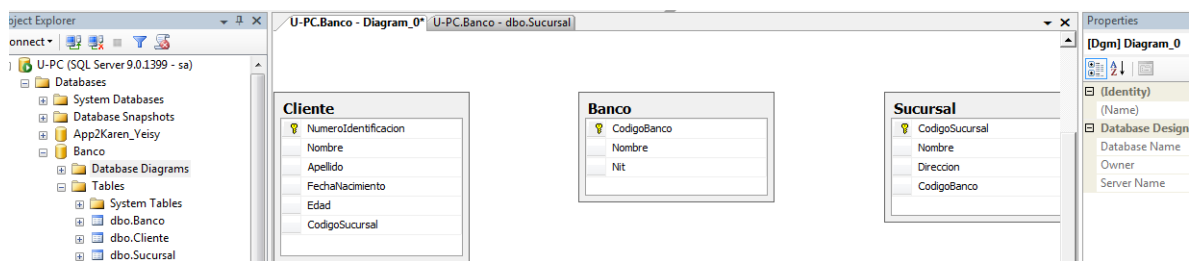 Object Explorer
Connect
U-PC (SQL Server 9.0.1399 - sa)
Databases
System Databases
Database Snapshots
App2Karen_Yeisy
Banco
Database Diagrams
Tables
System Tables
dbo.Banco
dbo.Cliente
dbo.Sucursal
U-PC.Banco - Diagram_0* U-PC.Banco - dbo.Sucursal
Cliente
NumeroIdentificacion
Nombre
Apellido
FechaNacimiento
Edad
CodigoSucursal
Banco
CodigoBanco
Nombre
Nit
Sucursal
CodigoSucursal
Nombre
Direccion
CodigoBanco
Properties
[Dgm] Diagram_0
(Identity)
(Name)
Database Design
Database Name
Owner
Server Name